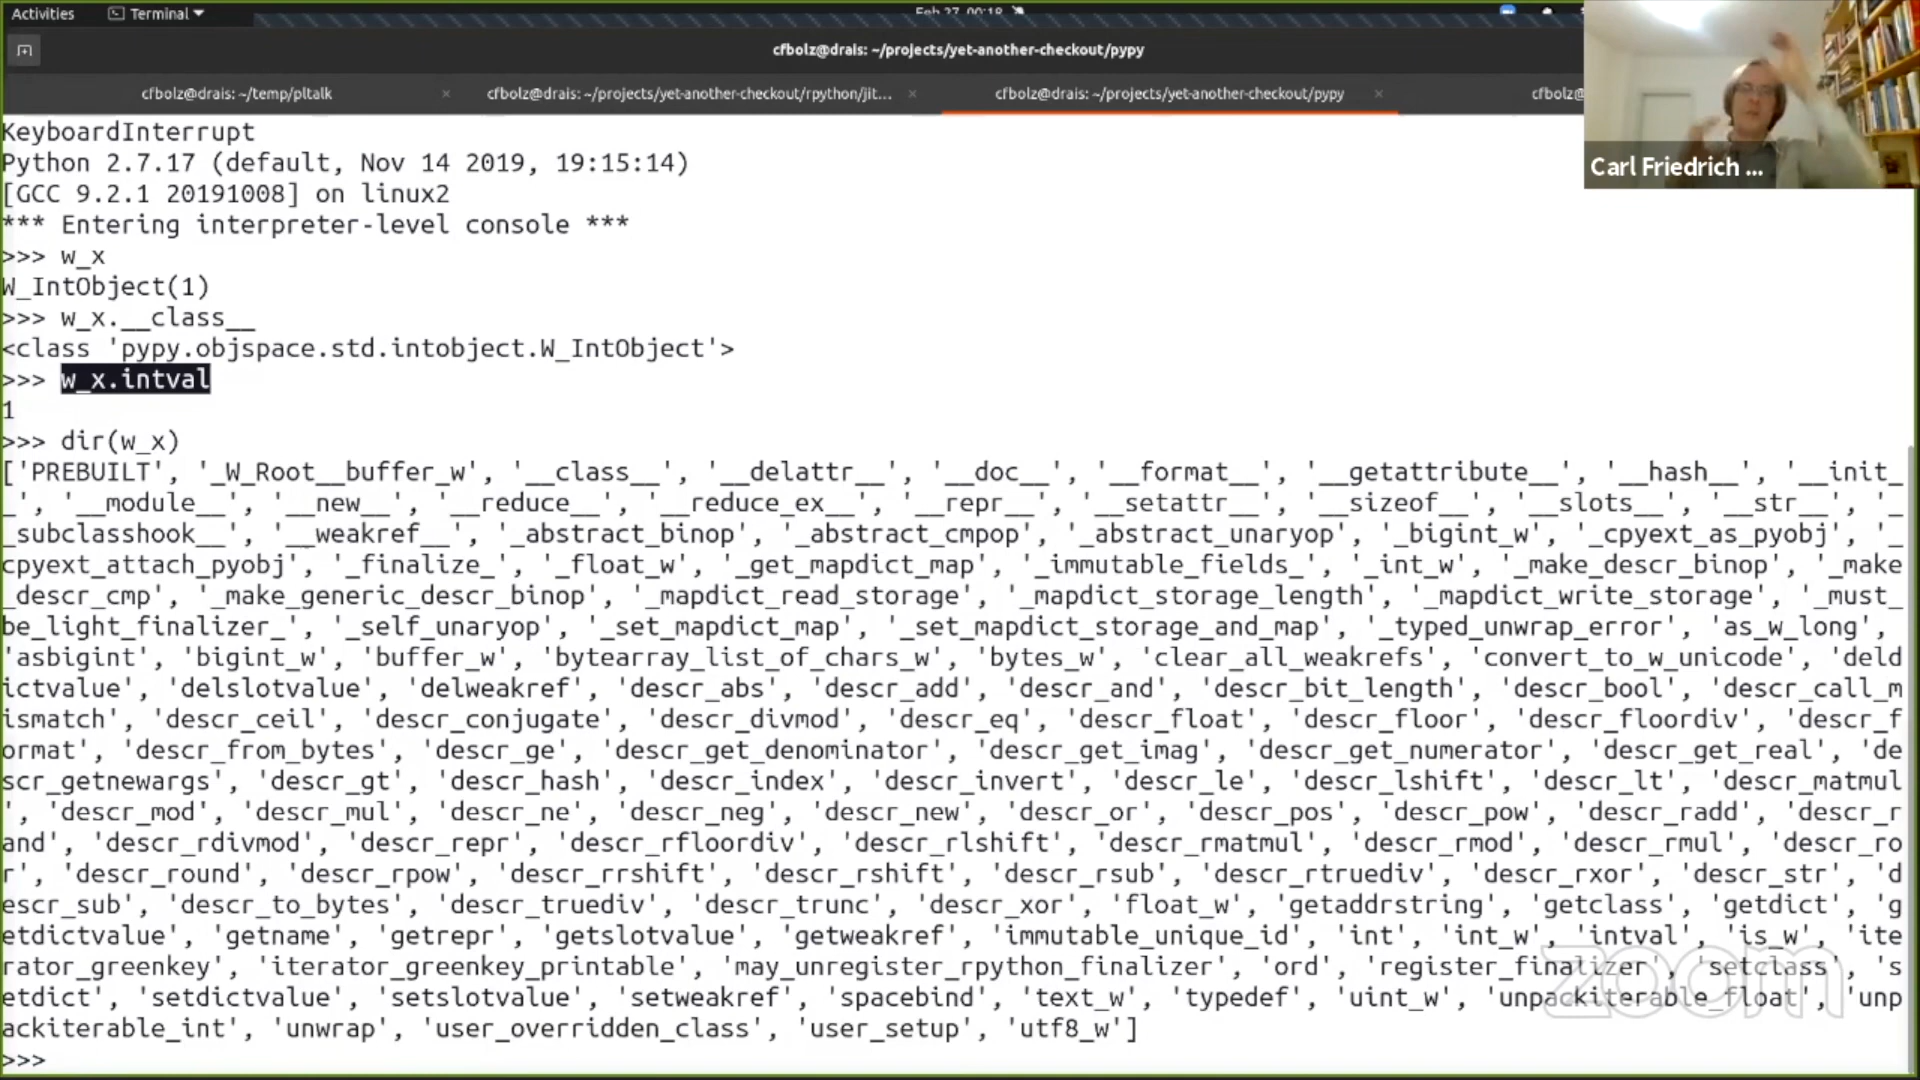 Activities
Terminal
Feb 27 00:18
cfbolz@drais: ~/projects/yet-another-checkout/pypy
cfbolz@drais: ~/temp/pltalk
cfbolz@drais: ~/projects/yet-another-checkout/rpython/jit...
cfbolz@drais: ~/projects/yet-another-checkout/pypy
cfbolz@
Carl Friedrich ...
KeyboardInterrupt
Python 2.7.17 (default, Nov 14 2019, 19:15:14)
[GCC 9.2.1 20191008] on linux2
*** Entering interpreter-level console ***
>>> w_x
W_IntObject(1)
>>> w_x.__class__
<class 'pypy.objspace.std.intobject.W_IntObject'>
>>> w_x.intval
1
>>> dir(w_x)
['PREBUILT', '_W_Root__buffer_w', '__class__', '__delattr__', '__doc__', '__format__', '__getattribute__', '__hash__', '__init_
_', '__module__', '__new__', '__reduce__', '__reduce_ex__', '__repr__', '__setattr__', '__sizeof__', '__slots__', '__str__', '_
_subclasshook__', '__weakref__', '_abstract_binop', '_abstract_cmpop', '_abstract_unaryop', '_bigint_w', '_cpyext_as_pyobj', '_
cpyext_attach_pyobj', '_finalize_', '_float_w', '_get_mapdict_map', '_immutable_fields_', '_int_w', '_make_descr_binop', '_make
_descr_cmp', '_make_generic_descr_binop', '_mapdict_read_storage', '_mapdict_storage_length', '_mapdict_write_storage', '_must_
be_light_finalizer_', '_self_unaryop', '_set_mapdict_map', '_set_mapdict_storage_and_map', '_typed_unwrap_error', 'as_w_long',
'asbigint', 'bigint_w', 'buffer_w', 'bytearray_list_of_chars_w', 'bytes_w', 'clear_all_weakrefs', 'convert_to_w_unicode', 'deld
ictvalue', 'delslotvalue', 'delweakref', 'descr_abs', 'descr_add', 'descr_and', 'descr_bit_length', 'descr_bool', 'descr_call_m
ismatch', 'descr_ceil', 'descr_conjugate', 'descr_divmod', 'descr_eq', 'descr_float', 'descr_floor', 'descr_floordiv', 'descr_f
ormat', 'descr_from_bytes', 'descr_ge', 'descr_get_denominator', 'descr_get_imag', 'descr_get_numerator', 'descr_get_real', 'de
scr_getnewargs', 'descr_gt', 'descr_hash', 'descr_index', 'descr_invert', 'descr_le', 'descr_lshift', 'descr_lt', 'descr_matmul
', 'descr_mod', 'descr_mul', 'descr_ne', 'descr_neg', 'descr_new', 'descr_or', 'descr_pos', 'descr_pow', 'descr_radd', 'descr_r
and', 'descr_rdivmod', 'descr_repr', 'descr_rfloordiv', 'descr_rlshift', 'descr_rmatmul', 'descr_rmod', 'descr_rmul', 'descr_ro
r', 'descr_round', 'descr_rpow', 'descr_rrshift', 'descr_rshift', 'descr_rsub', 'descr_rtruediv', 'descr_rxor', 'descr_str', 'd
escr_sub', 'descr_to_bytes', 'descr_truediv', 'descr_trunc', 'descr_xor', 'float_w', 'getaddrstring', 'getclass', 'getdict', 'g
etdictvalue', 'getname', 'getrepr', 'getslotvalue', 'getweakref', 'immutable_unique_id', 'int', 'int_w', 'intval', 'is_w', 'ite
rator_greenkey', 'iterator_greenkey_printable', 'may_unregister_rpython_finalizer', 'ord', 'register_finalizer', 'setclass', 's
etdict', 'setdictvalue', 'setslotvalue', 'setweakref', 'spacebind', 'text_w', 'typedef', 'uint_w', 'unpackiterable_float', 'unp
ackiterable_int', 'unwrap', 'user_overridden_class', 'user_setup', 'utf8_w']
>>>
zoom